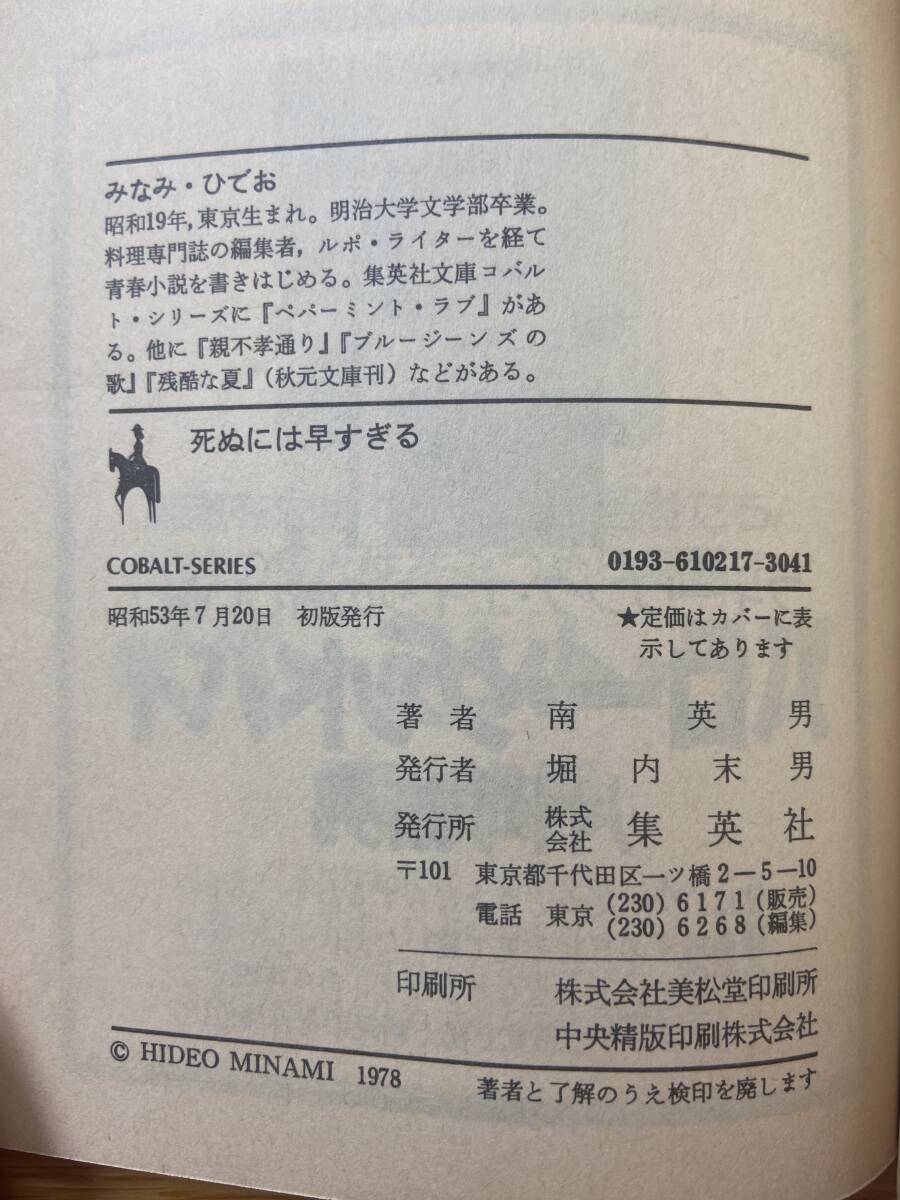 みなみ・ひでお
昭和19年,東京生まれ。明治大学文学部卒業。
料理専門誌の編集者,ルポ・ライターを経て
青春小説を書きはじめる。集英社文庫コバル
ト・シリーズに『ペパーミント・ラブ』があ
る。他に『親不孝通り』『ブルージーンズの
歌』『残酷な夏』(秋元文庫刊)などがある。
死ぬには早すぎる
COBALT-SERIES
0193-610217-3041
昭和53年7月20日 初版発行
★定価はカバーに表
示してあります
著者 南英男
発行者 堀内末男
発行所 株式会社 集英社
〒101 東京都千代田区一ツ橋2-5-10
電話 東京 (230)6171(販売)
(230)6268(編集)
印刷所 株式会社美松堂印刷所
中央精版印刷株式会社
© HIDEO MINAMI 1978
著者と了解のうえ検印を廃します